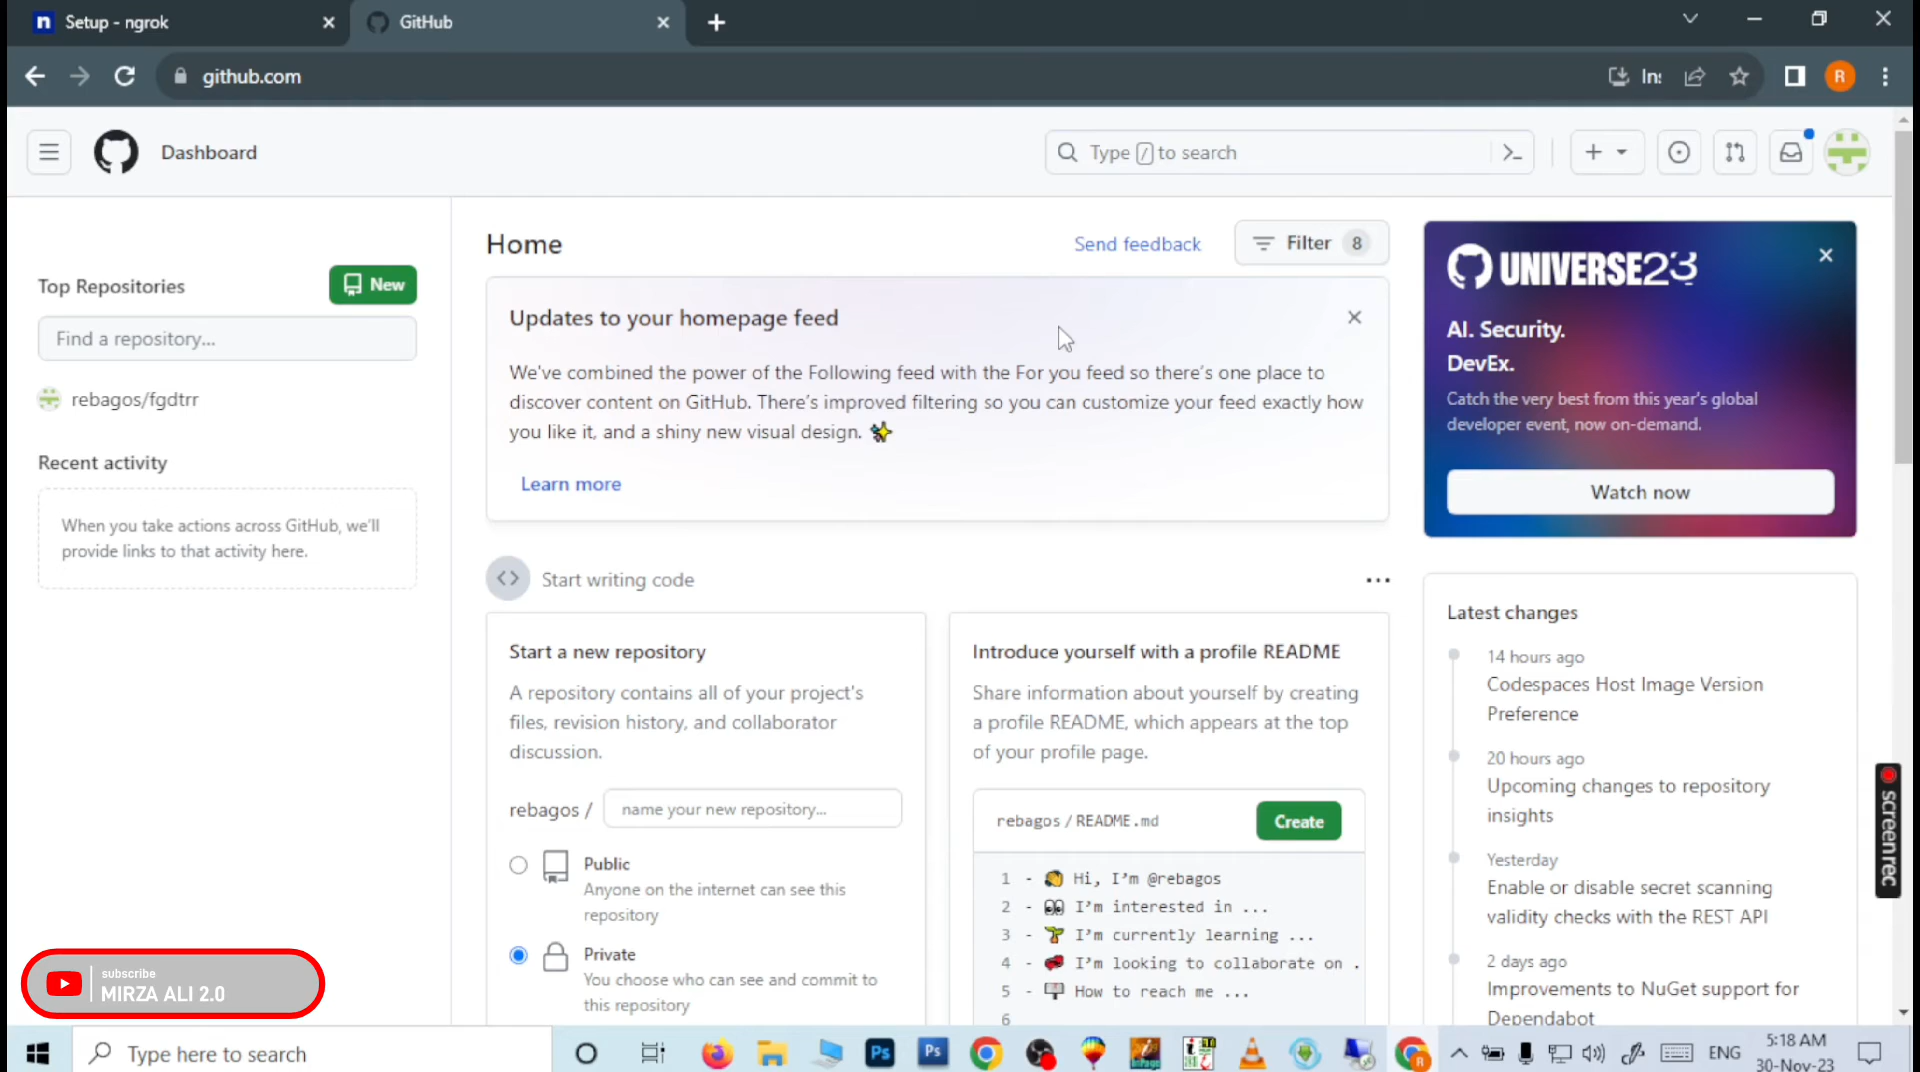 Setup - ngrok
GitHub
github.com
In:
R
Dashboard
Type / to search
Top Repositories
New
Find a repository...
rebagos/fgdtrr
Recent activity
When you take actions across GitHub, we'll
provide links to that activity here.
Home
Send feedback
Filter 8
Updates to your homepage feed
We've combined the power of the Following feed with the For you feed so there's one place to
discover content on GitHub. There's improved filtering so you can customize your feed exactly how
you like it, and a shiny new visual design. ✨
Learn more
Start writing code
Start a new repository
A repository contains all of your project's
files, revision history, and collaborator
discussion.
rebagos /
name your new repository...
Public
Anyone on the internet can see this
repository
Private
You choose who can see and commit to
this repository
Introduce yourself with a profile README
Share information about yourself by creating
a profile README, which appears at the top
of your profile page.
rebagos / README.md
Create
1 - 👋 Hi, I'm @rebagos
2 - 👀 I'm interested in ...
3 - 🌱 I'm currently learning ...
4 - 💞️ I'm looking to collaborate on .
5 - 📫 How to reach me ...
6
UNIVERSE23
AI. Security.
DevEx.
Catch the very best from this year's global
developer event, now on-demand.
Watch now
Latest changes
14 hours ago
Codespaces Host Image Version
Preference
20 hours ago
Upcoming changes to repository
insights
Yesterday
Enable or disable secret scanning
validity checks with the REST API
2 days ago
Improvements to NuGet support for
Dependabot
screenrec
subscribe
MIRZA ALI 2.0
Type here to search
Ps
Ps
R
ENG
5:18 AM
30-Nov-23